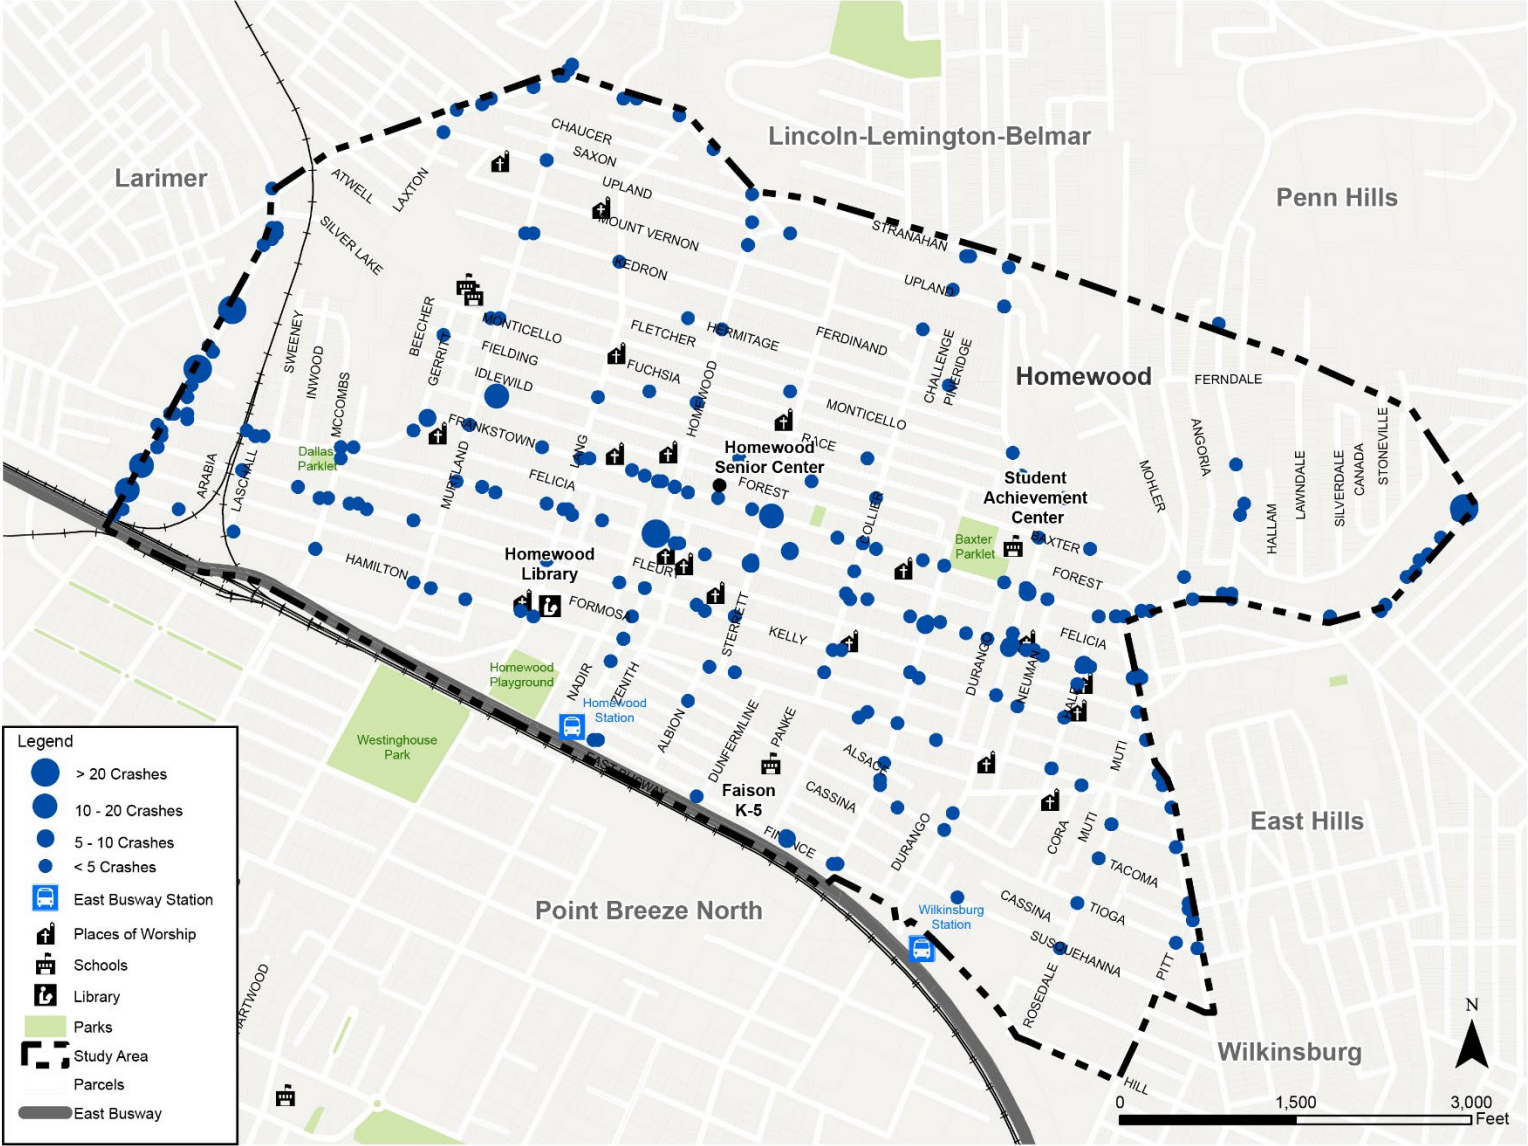 CHAUCER
SAXON
Lincoln-Lemington-Belmar
Larimer
ATWELL
LAXTON
UPLAND
Penn Hills
SILVER LAKE
MOUNT VERNON
STRANAHAN
KEDRON
UPLAND
SWEENEY
INWOOD
MCCOMBS
BEECHER
GERRITT
MONTICELLO
FIELDING
IDLEWILD
FLETCHER
HERMITAGE
FERDINAND
FUCHSIA
HOMEWOOD
CHALLENGE
PINERIDGE
Homewood
FERNDALE
MONTICELLO
RACE
FRANKSTOWN
LANG
ANGORIA
STONEVILLE
CANADA
SILVERDALE
LAWNDALE
HALLAM
MOHLER
Dallas
Parklet
ARABIA
LASCHALL
MURTLAND
FELICIA
Homewood
Senior Center
FOREST
COLLIER
Student
Achievement
Center
Baxter
Parklet
BAXTER
FOREST
HAMILTON
Homewood
Library
FLEURY
FORMOSA
STERRETT
KELLY
DURANGO
NEUMAN
FELICIA
Homewood
Playground
NADIR
ZENITH
Homewood
Station
ALBION
DUNFERMLINE
PANKE
ALSACE
MUTI
Westinghouse
Park
EAST BUSWAY
Faison
K-5
CASSINA
FINANCE
DURANGO
CORA
MUTI
East Hills
TACOMA
Point Breeze North
Wilkinsburg
Station
CASSINA
TIOGA
SUSQUEHANNA
PITT
ROSEDALE
Wilkinsburg
HILL
N
0 1,500 3,000
Feet
Legend
> 20 Crashes
10 - 20 Crashes
5 - 10 Crashes
< 5 Crashes
East Busway Station
Places of Worship
Schools
Library
Parks
Study Area
Parcels
East Busway